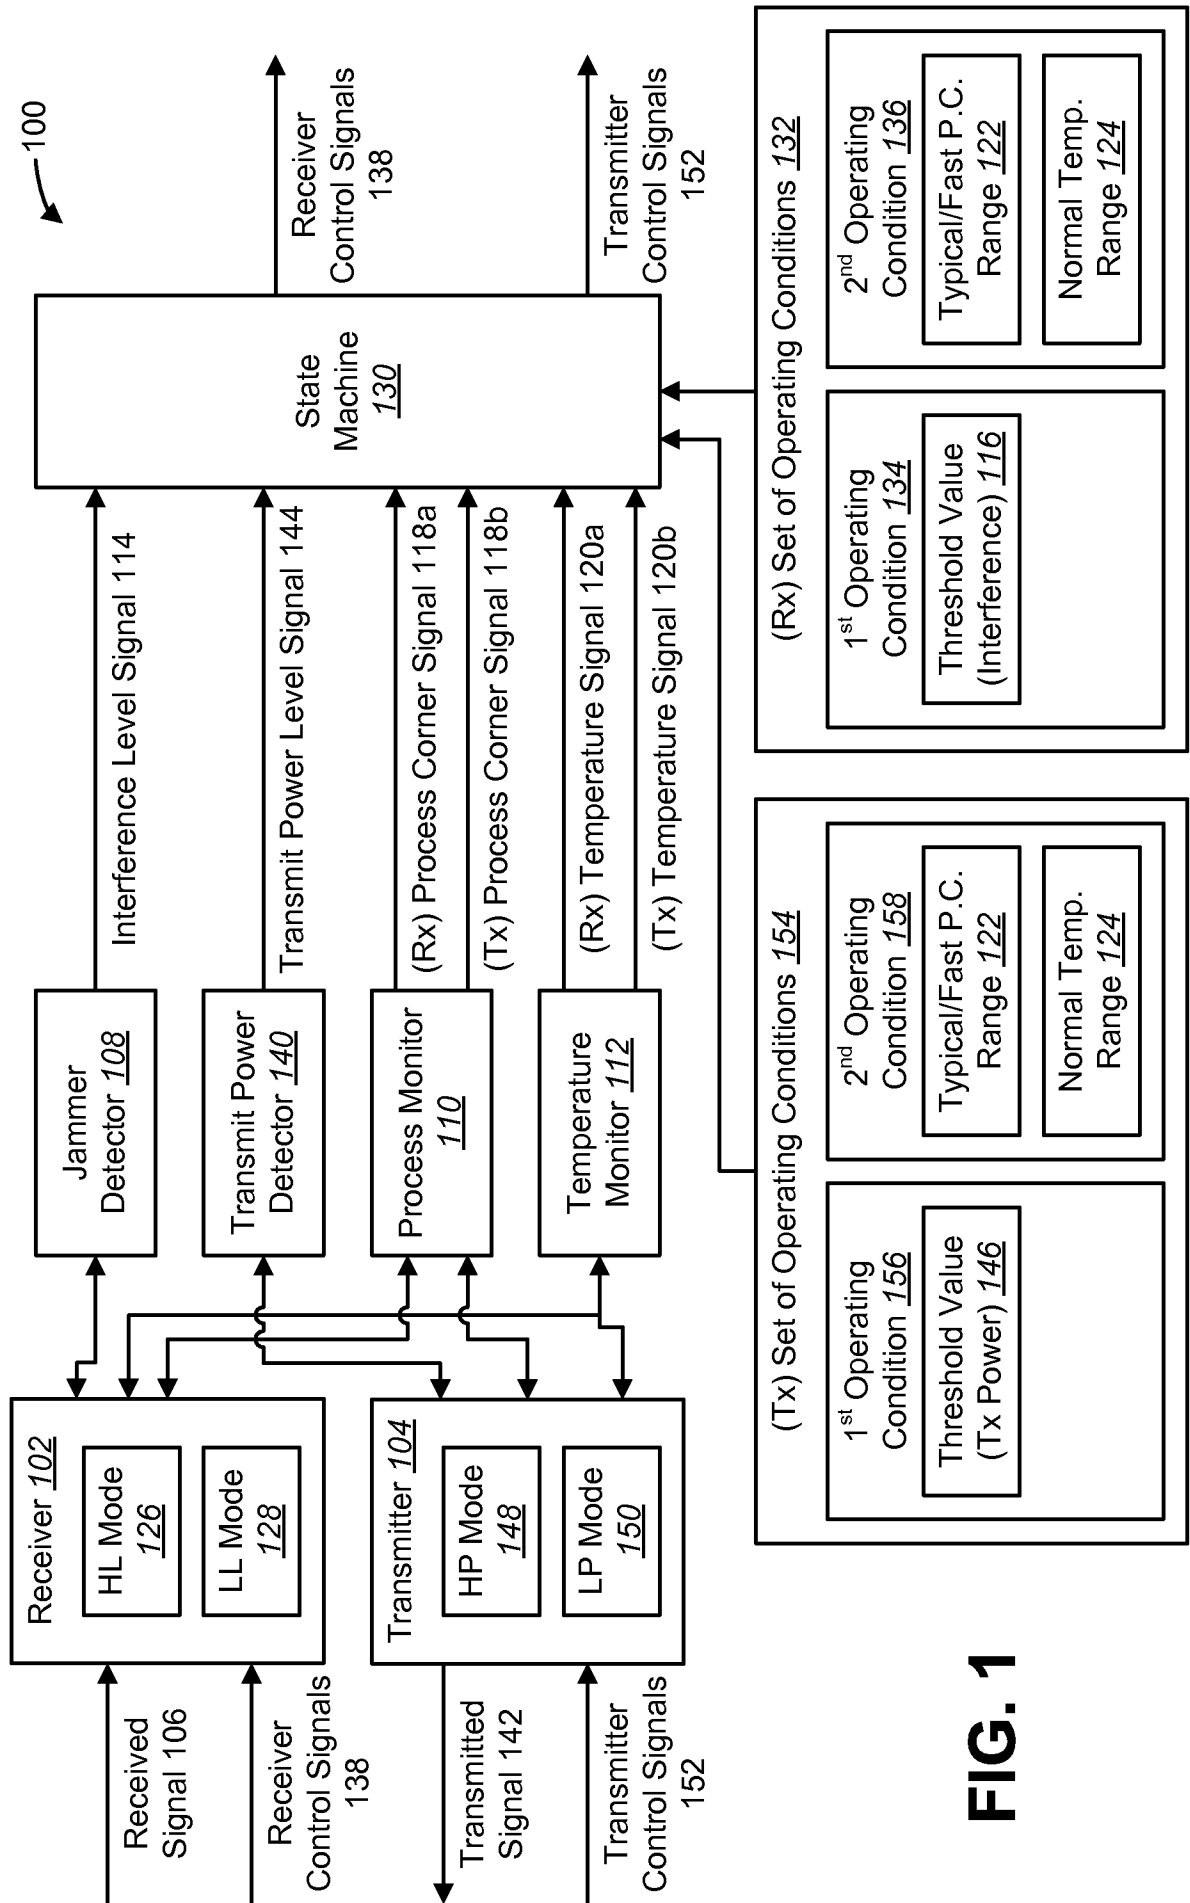 100
Received
Signal 106
Receiver
Control Signals
138
Transmitted
Signal 142
Transmitter
Control Signals
152
Receiver 102
HL Mode
126
LL Mode
128
Transmitter 104
HP Mode
148
LP Mode
150
Jammer
Detector 108
Transmit Power
Detector 140
Process Monitor
110
Temperature
Monitor 112
Interference Level Signal 114
Transmit Power Level Signal 144
(Rx) Process Corner Signal 118a
(Tx) Process Corner Signal 118b
(Rx) Temperature Signal 120a
(Tx) Temperature Signal 120b
State
Machine
130
Receiver
Control Signals
138
Transmitter
Control Signals
152
(Tx) Set of Operating Conditions 154
1st Operating
Condition 156
Threshold Value
(Tx Power) 146
2nd Operating
Condition 158
Typical/Fast P.C.
Range 122
Normal Temp.
Range 124
(Rx) Set of Operating Conditions 132
1st Operating
Condition 134
Threshold Value
(Interference) 116
2nd Operating
Condition 136
Typical/Fast P.C.
Range 122
Normal Temp.
Range 124
FIG. 1